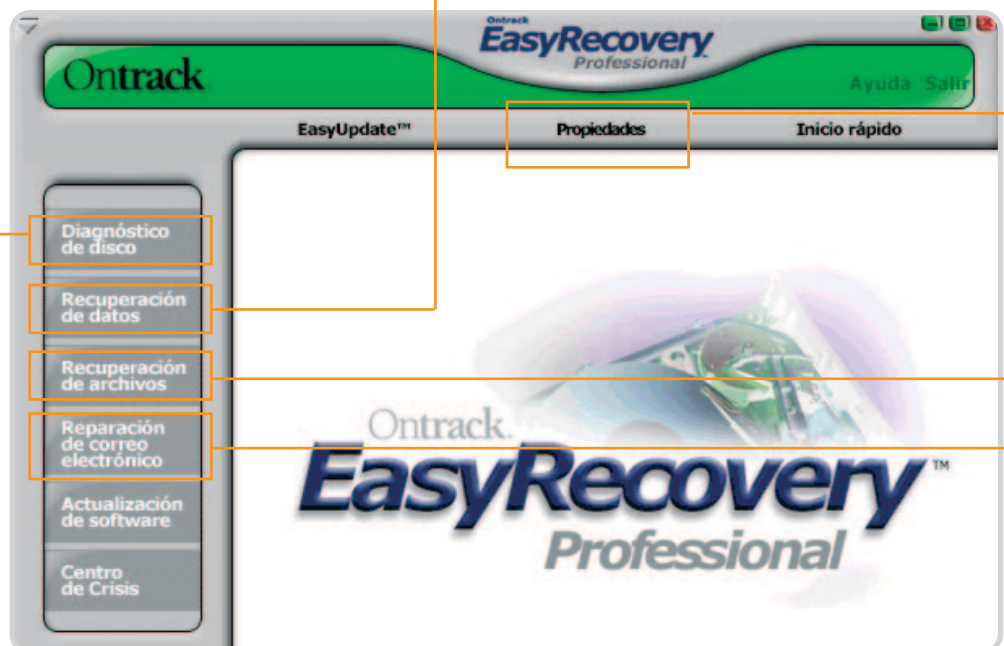 Ontrack
EasyRecovery
Professional
Ontrack.
Ayuda Salir
EasyUpdate™
Propiedades
Inicio rápido
Diagnóstico
de disco
Recuperación
de datos
Recuperación
de archivos
Reparación
de correo
electrónico
Actualización
de software
Centro
de Crisis
Ontrack.
EasyRecovery™
Professional